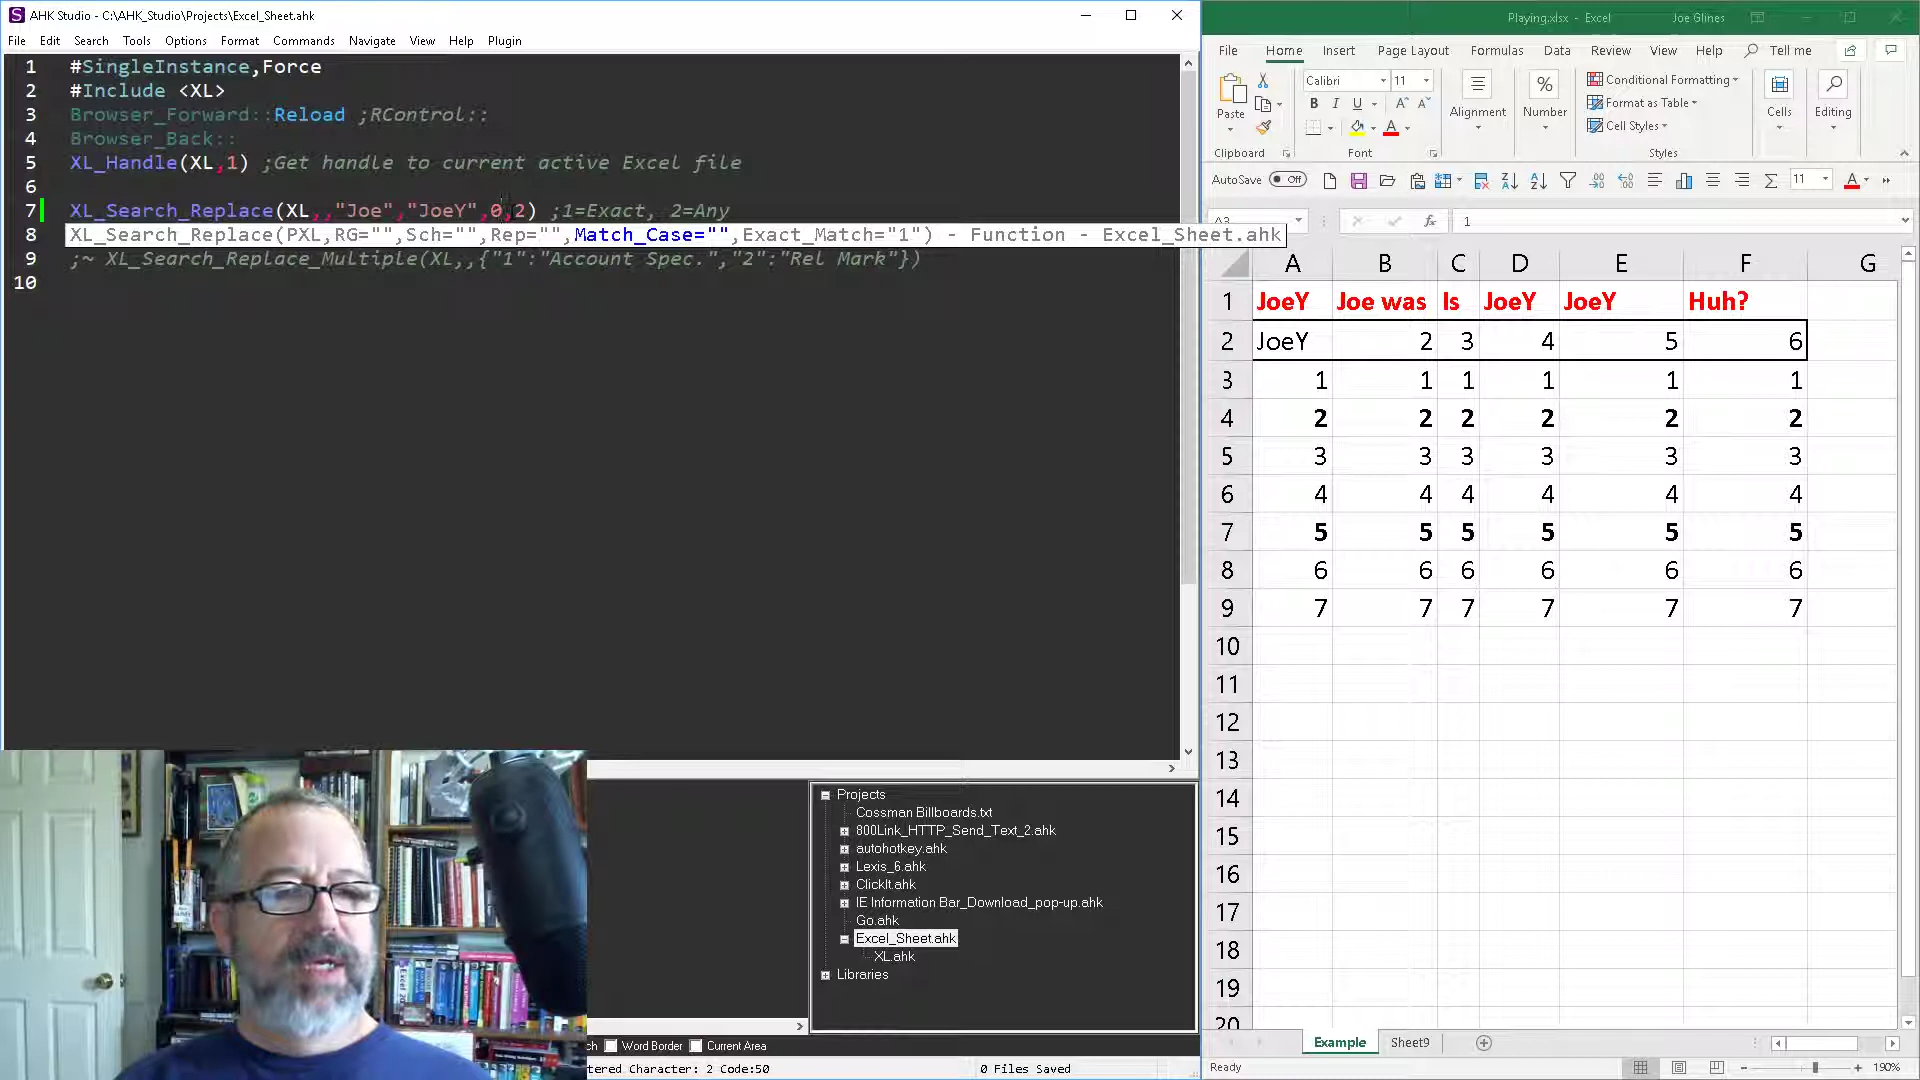 AHK Studio - C:\AHK_Studio\Projects\Excel_Sheet.ahk
File Edit Search Tools Options Format Commands Navigate View Help Plugin
1 #SingleInstance,Force
2 #Include <XL>
3 Browser_Forward::Reload ;RControl::
4 Browser_Back::
5 XL_Handle(XL,1) ;Get handle to current active Excel file
6
7 XL_Search_Replace(XL,,"Joe","JoeY",0,2) ;1=Exact, 2=Any
8 XL_Search_Replace(PXL,RG="",Sch="",Rep="",Match_Case="",Exact_Match="1") - Function - Excel_Sheet.ahk
9 ;~ XL_Search_Replace_Multiple(XL,,{"1":"Account Spec.","2":"Rel Mark"})
10
Projects
Cossman Billboards.txt
800Link_HTTP_Send_Text_2.ahk
autohotkey.ahk
Lexis_6.ahk
ClickIt.ahk
IE Information Bar_Download_pop-up.ahk
Go.ahk
Excel_Sheet.ahk
XL.ahk
Libraries
Word Border Current Area
Character: 2 Code:50 0 Files Saved
Playing.xlsx - Excel Joe Glines
File Home Insert Page Layout Formulas Data Review View Help Tell me
Paste
Clipboard
Calibri 11
B I U
Font
Alignment
Number
Conditional Formatting
Format as Table
Cell Styles
Styles
Cells
Editing
AutoSave Off 11
A3 fx 1
A B C D E F G
1 JoeY Joe was Is JoeY JoeY Huh?
2 JoeY 2 3 4 5 6
3 1 1 1 1 1 1
4 2 2 2 2 2 2
5 3 3 3 3 3 3
6 4 4 4 4 4 4
7 5 5 5 5 5 5
8 6 6 6 6 6 6
9 7 7 7 7 7 7
10
11
12
13
14
15
16
17
18
19
20
Example Sheet9
Ready 190%